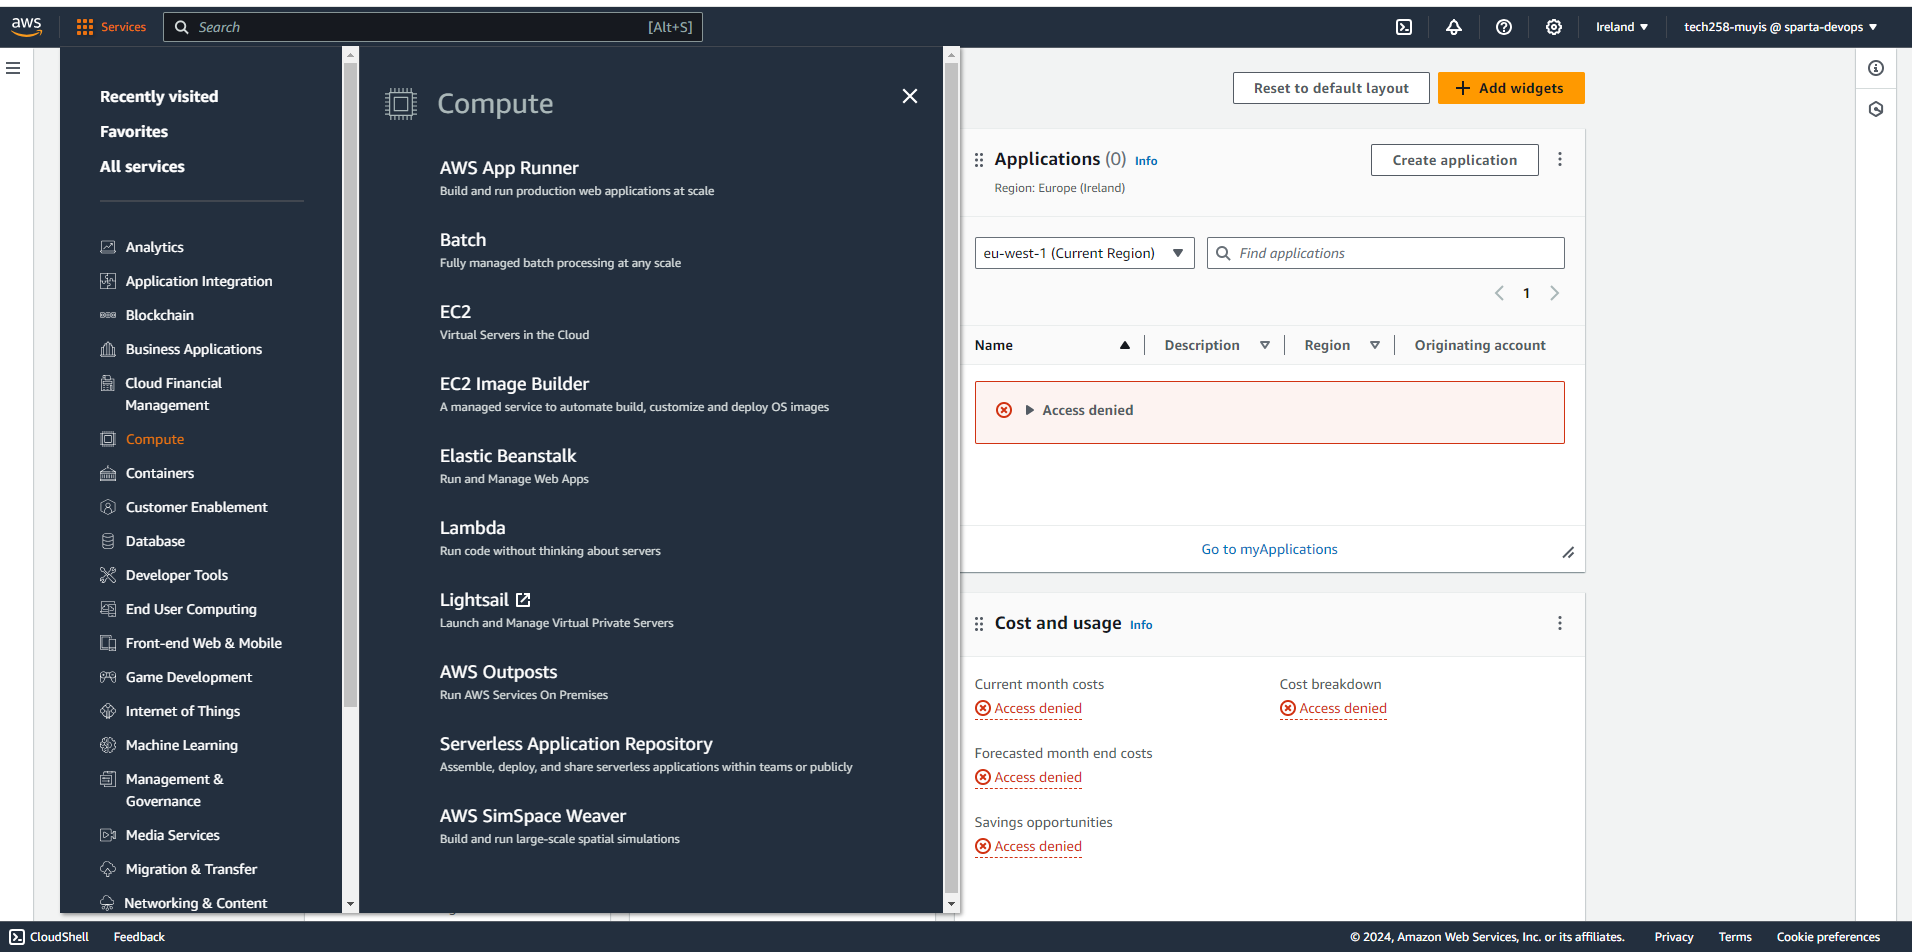 aws
Services
Search
[Alt+S]
Ireland ▼
tech258-muyis @ sparta-devops ▼
Recently visited
Favorites
All services
Analytics
Application Integration
Blockchain
Business Applications
Cloud Financial
Management
Compute
Containers
Customer Enablement
Database
Developer Tools
End User Computing
Front-end Web & Mobile
Game Development
Internet of Things
Machine Learning
Management &
Governance
Media Services
Migration & Transfer
Networking & Content
Compute
AWS App Runner
Build and run production web applications at scale
Batch
Fully managed batch processing at any scale
EC2
Virtual Servers in the Cloud
EC2 Image Builder
A managed service to automate build, customize and deploy OS images
Elastic Beanstalk
Run and Manage Web Apps
Lambda
Run code without thinking about servers
Lightsail
Launch and Manage Virtual Private Servers
AWS Outposts
Run AWS Services On Premises
Serverless Application Repository
Assemble, deploy, and share serverless applications within teams or publicly
AWS SimSpace Weaver
Build and run large-scale spatial simulations
Reset to default layout
+ Add widgets
Applications (0) Info
Region: Europe (Ireland)
Create application
eu-west-1 (Current Region)
Find applications
1
Name
Description
Region
Originating account
Access denied
Go to myApplications
Cost and usage Info
Current month costs
Access denied
Cost breakdown
Access denied
Forecasted month end costs
Access denied
Savings opportunities
Access denied
CloudShell
Feedback
© 2024, Amazon Web Services, Inc. or its affiliates.
Privacy
Terms
Cookie preferences